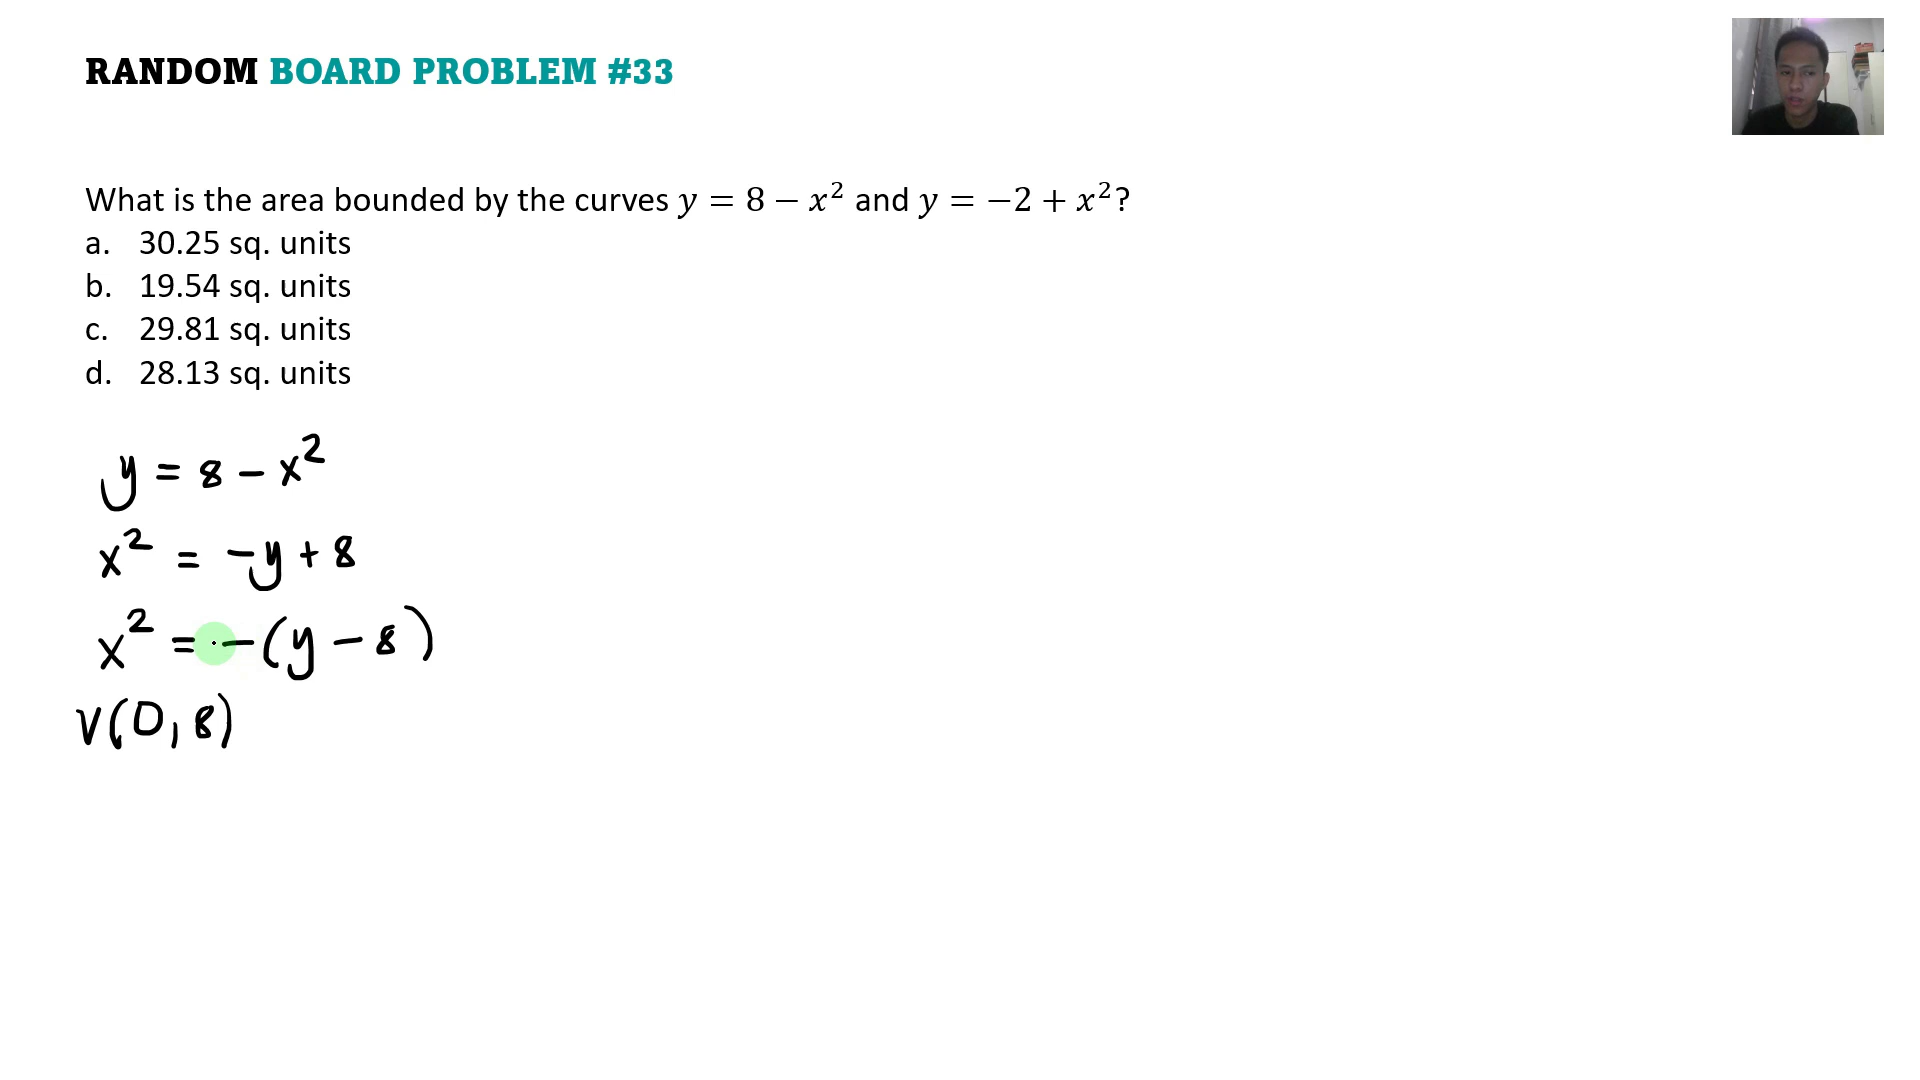 RANDOM BOARD PROBLEM #33
What is the area bounded by the curves y = 8 − x² and y = −2 + x²?
a. 30.25 sq. units
b. 19.54 sq. units
c. 29.81 sq. units
d. 28.13 sq. units
y = 8 − x²
x² = −y + 8
x² = −(y − 8)
V(0, 8)